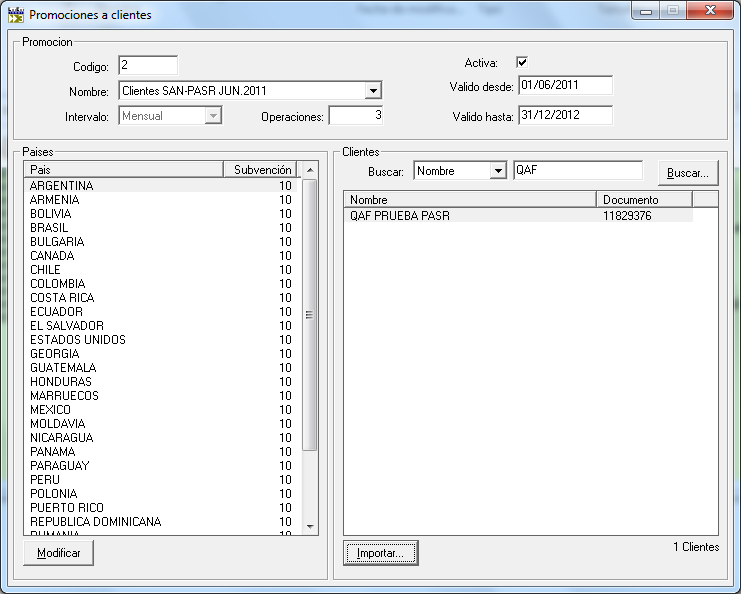 Promociones a clientes
Promocion
Codigo: 2
Activa:
Nombre: Clientes SAN-PASR JUN.2011
Valido desde: 01/06/2011
Intervalo: Mensual Operaciones: 3
Valido hasta: 31/12/2012
Paises
Pais Subvención
ARGENTINA 10
ARMENIA 10
BOLIVIA 10
BRASIL 10
BULGARIA 10
CANADA 10
CHILE 10
COLOMBIA 10
COSTA RICA 10
ECUADOR 10
EL SALVADOR 10
ESTADOS UNIDOS 10
GEORGIA 10
GUATEMALA 10
HONDURAS 10
MARRUECOS 10
MEXICO 10
MOLDAVIA 10
NICARAGUA 10
PANAMA 10
PARAGUAY 10
PERU 10
POLONIA 10
PUERTO RICO 10
REPUBLICA DOMINICANA 10
RUMANIA 10
Modificar
Clientes
Buscar: Nombre QAF Buscar...
Nombre Documento
QAF PRUEBA PASR 11829376
Importar...
1 Clientes